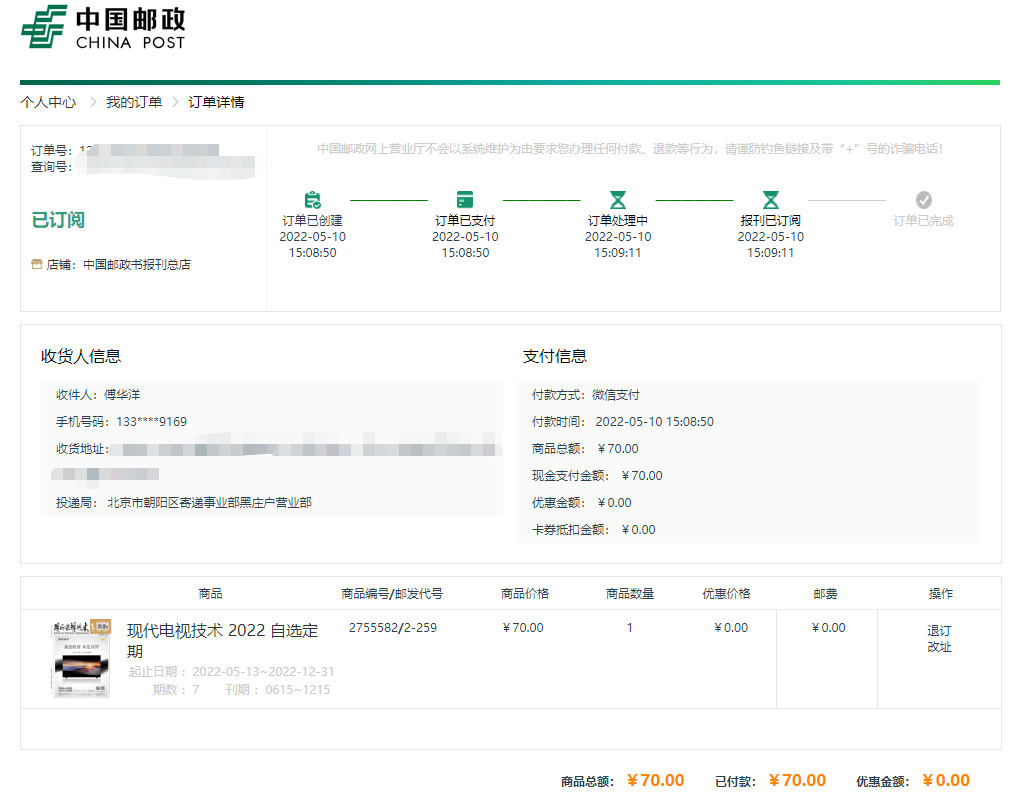 中国邮政
CHINA POST
个人中心 > 我的订单 > 订单详情
订单号：
查询号：
已订阅
店铺：中国邮政书报刊总店
中国邮政网上营业厅不会以系统维护为由要求您办理任何付款、退款等行为，请谨防钓鱼链接及带“+”号的诈骗电话！
订单已创建
2022-05-10
15:08:50
订单已支付
2022-05-10
15:08:50
订单处理中
2022-05-10
15:09:11
报刊已订阅
2022-05-10
15:09:11
订单已完成
收货人信息
收件人：傅华洋
手机号码：133****9169
收货地址：
投递局：北京市朝阳区寄递事业部黑庄户营业部
支付信息
付款方式：微信支付
付款时间：2022-05-10 15:08:50
商品总额：￥70.00
现金支付金额：￥70.00
优惠金额：￥0.00
卡券抵扣金额：￥0.00
商品 商品编号/邮发代号 商品价格 商品数量 优惠价格 邮费 操作
现代电视技术 2022 自选定
期
起止日期：2022-05-13~2022-12-31
期数：7 刊期：0615~1215
2755582/2-259
￥70.00
1
￥0.00
￥0.00
退订
改址
商品总额：￥70.00 已付款：￥70.00 优惠金额：￥0.00